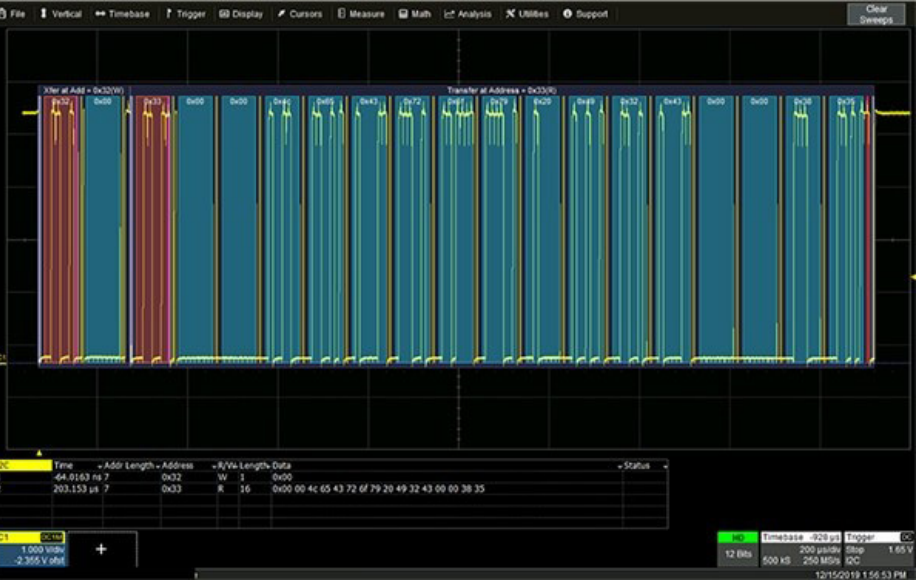 File Vertical Timebase Trigger Display Cursors Measure Math Analysis Utilities Support
Clear Sweeps
Xfer at Add = 0x32(W) Transfer at Address = 0x33(R)
0x32 0x00 0x33 0x00 0x00 0x4c 0x65 0x43 0x72 0x6f 0x79 0x20 0x49 0x32 0x43 0x00 0x00 0x38 0x35
Time Addr Length Address R/W Length Data Status
-64.0163 ns 7 0x32 W 1 0x00
203.153 µs 7 0x33 R 16 0x00 00 4c 65 43 72 6f 79 20 49 32 43 00 00 38 35
C1 DC1M
1.000 V/div
-2.355 V ofst
HD
12 Bits
Timebase -928 µs
200 µs/div
500 kS 250 MS/s
Trigger DC
Stop 1.65 V
I2C
12/15/2019 1:56:53 PM